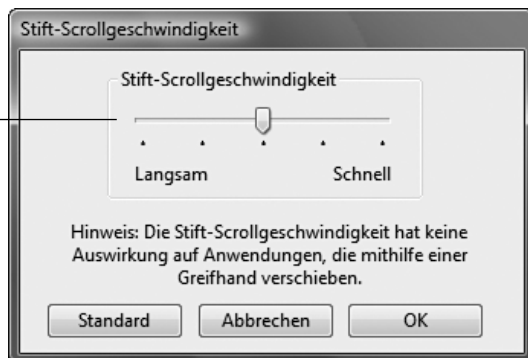 Stift-Scrollgeschwindigkeit
Stift-Scrollgeschwindigkeit
Langsam Schnell
Hinweis: Die Stift-Scrollgeschwindigkeit hat keine
Auswirkung auf Anwendungen, die mithilfe einer
Greifhand verschieben.
Standard Abbrechen OK